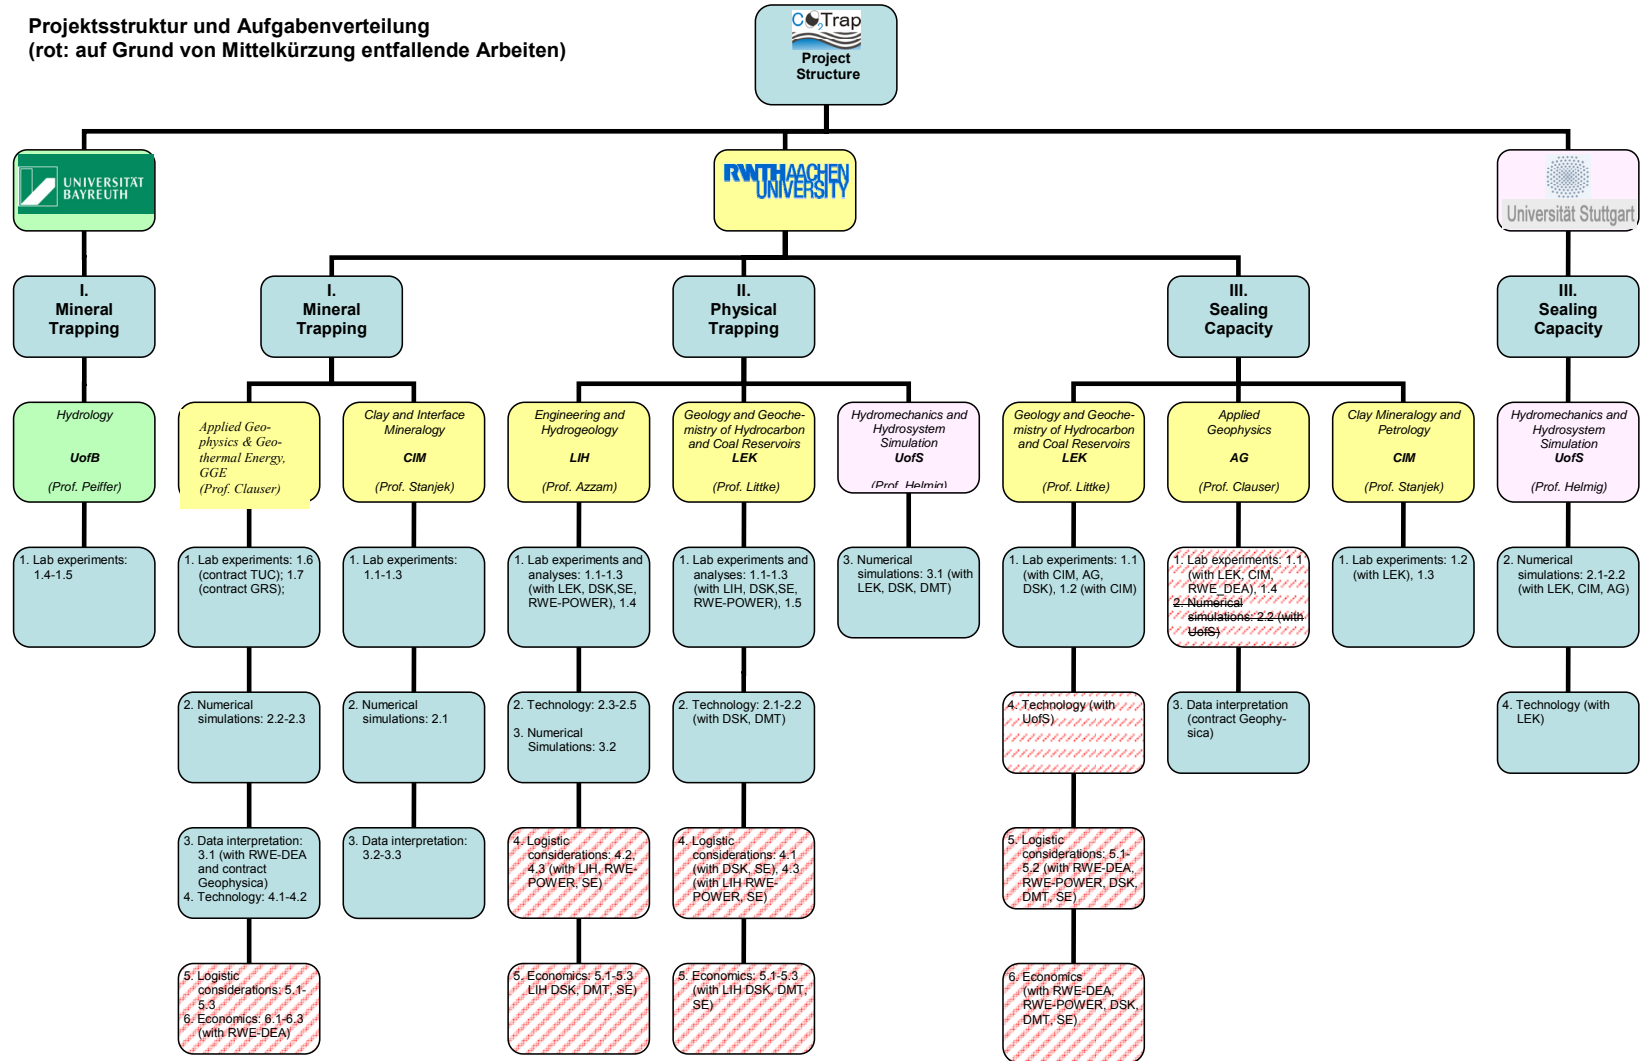 Projektsstruktur und Aufgabenverteilung
(rot: auf Grund von Mittelkürzung entfallende Arbeiten)
CO2Trap
Project
Structure
UNIVERSITÄT
BAYREUTH
RWTHAACHEN
UNIVERSITY
Universität Stuttgart
I.
Mineral
Trapping
I.
Mineral
Trapping
II.
Physical
Trapping
III.
Sealing
Capacity
III.
Sealing
Capacity
Hydrology
UofB
(Prof. Peiffer)
Applied Geo-
physics & Geo-
thermal Energy,
GGE
(Prof. Clauser)
Clay and Interface
Mineralogy
CIM
(Prof. Stanjek)
Engineering and
Hydrogeology
LIH
(Prof. Azzam)
Geology and Geoche-
mistry of Hydrocarbon
and Coal Reservoirs
LEK
(Prof. Littke)
Hydromechanics and
Hydrosystem
Simulation
UofS
(Prof. Helmig)
Geology and Geoche-
mistry of Hydrocarbon
and Coal Reservoirs
LEK
(Prof. Littke)
Applied
Geophysics
AG
(Prof. Clauser)
Clay Mineralogy and
Petrology
CIM
(Prof. Stanjek)
Hydromechanics and
Hydrosystem
Simulation
UofS
(Prof. Helmig)
1. Lab experiments:
1.4-1.5
1. Lab experiments: 1.6
(contract TUC); 1.7
(contract GRS);
1. Lab experiments:
1.1-1.3
1. Lab experiments and
analyses: 1.1-1.3
(with LEK, DSK,SE,
RWE-POWER), 1.4
1. Lab experiments and
analyses: 1.1-1.3
(with LIH, DSK,SE,
RWE-POWER), 1.5
3. Numerical
simulations: 3.1 (with
LEK, DSK, DMT)
1. Lab experiments: 1.1
(with CIM, AG,
DSK), 1.2 (with CIM)
1. Lab experiments: 1.1
(with LEK, CIM,
RWE_DEA), 1.4
2. Numerical
simulations: 2.2 (with
UofS)
1. Lab experiments: 1.2
(with LEK), 1.3
2. Numerical
simulations: 2.1-2.2
(with LEK, CIM, AG)
2. Numerical
simulations: 2.2-2.3
2. Numerical
simulations: 2.1
2. Technology: 2.3-2.5
3. Numerical
Simulations: 3.2
2. Technology: 2.1-2.2
(with DSK, DMT)
4. Technology (with
UofS)
3. Data interpretation
(contract Geophy-
sica)
4. Technology (with
LEK)
3. Data interpretation:
3.1 (with RWE-DEA
and contract
Geophysica)
4. Technology: 4.1-4.2
3. Data interpretation:
3.2-3.3
4. Logistic
considerations: 4.2,
4.3 (with LIH, RWE-
POWER, SE)
4. Logistic
considerations: 4.1
(with DSK, SE), 4.3
(with LIH RWE-
POWER, SE)
5. Logistic
considerations: 5.1-
5.2 (with RWE-DEA,
RWE-POWER, DSK,
DMT, SE)
5. Logistic
considerations: 5.1-
5.3
6. Economics: 6.1-6.3
(with RWE-DEA)
5. Economics: 5.1-5.3
LIH DSK, DMT, SE)
5. Economics: 5.1-5.3
(with LIH DSK, DMT,
SE)
6. Economics
(with RWE-DEA,
RWE-POWER, DSK,
DMT, SE)